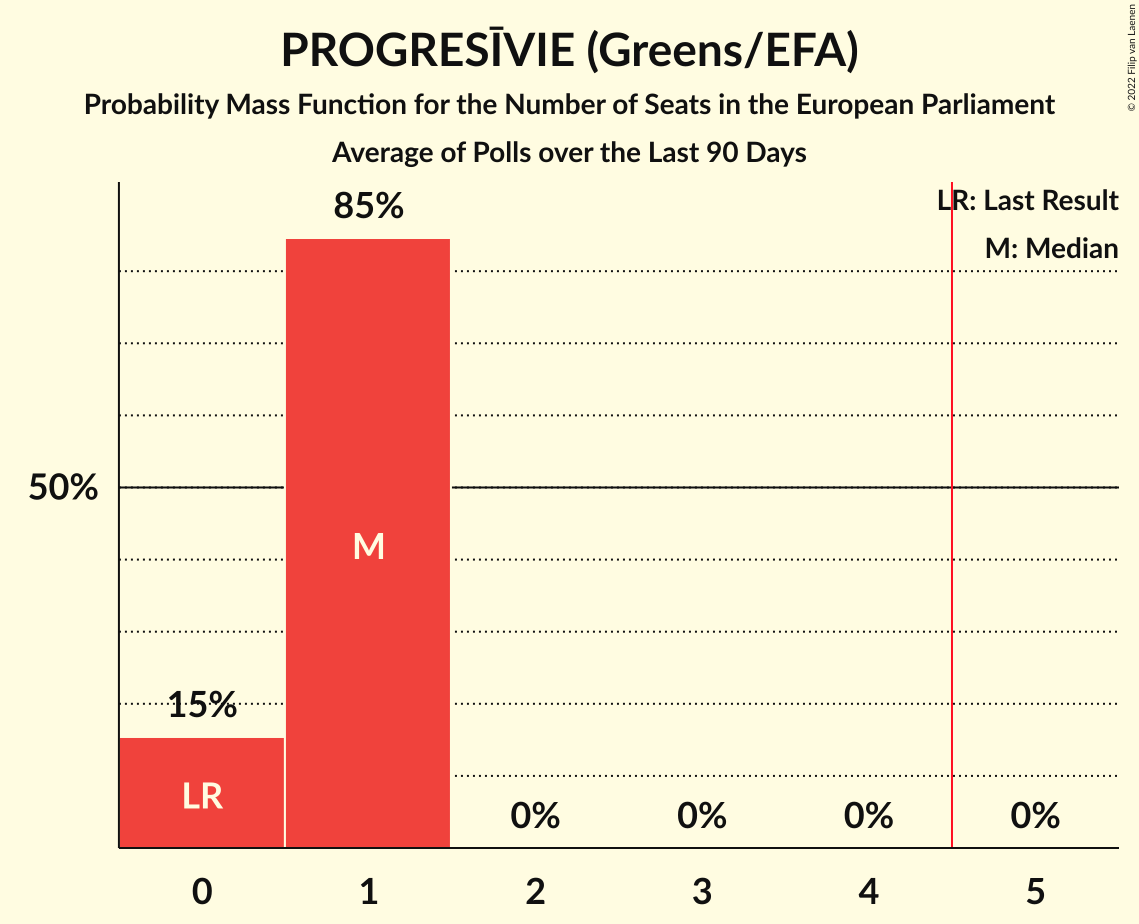 PROGRESĪVIE (Greens/EFA)
Probability Mass Function for the Number of Seats in the European Parliament
Average of Polls over the Last 90 Days
© 2022 Filip van Laenen
LR: Last Result
M: Median
85%
50%
M
15%
LR
0% 0% 0% 0%
0 1 2 3 4 5